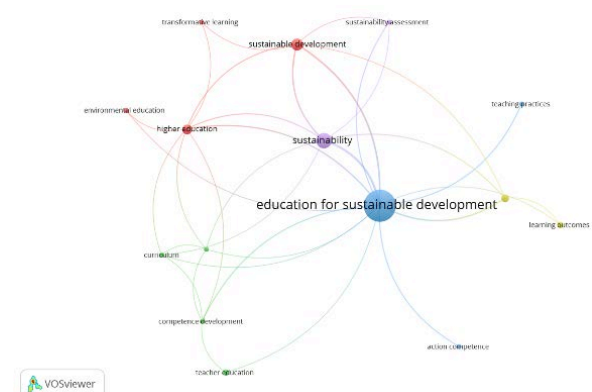 transformative learning
sustainability assessment
sustainable development
teaching practices
environmental education
higher education
sustainability
education for sustainable development
learning outcomes
curriculum
competence development
action competence
teacher education
VOSviewer